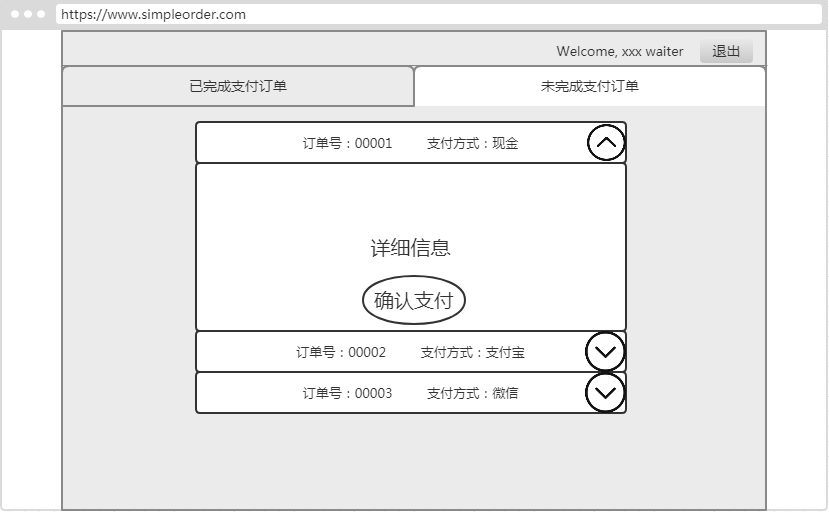 https://www.simpleorder.com
Welcome, xxx waiter 退出
已完成支付订单 未完成支付订单
订单号：00001 支付方式：现金
详细信息
确认支付
订单号：00002 支付方式：支付宝
订单号：00003 支付方式：微信